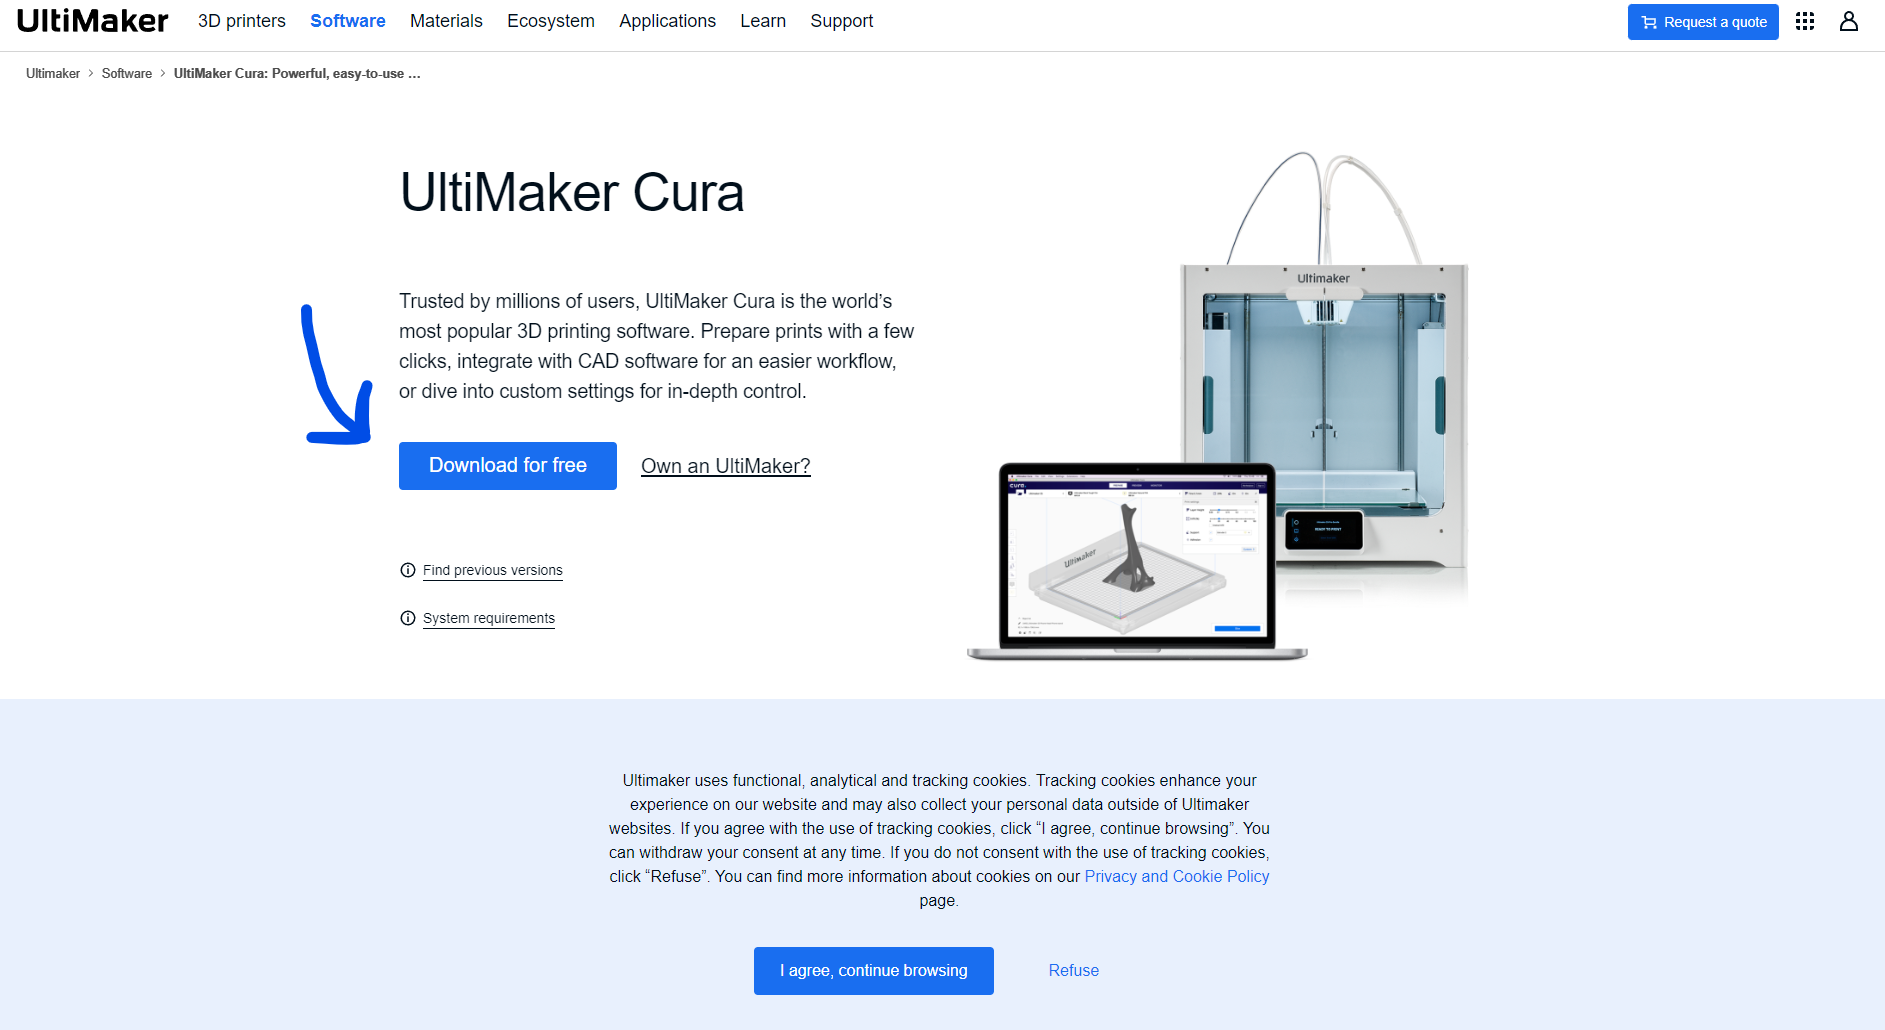 UltiMaker
3D printers
Software
Materials
Ecosystem
Applications
Learn
Support
Request a quote
Ultimaker > Software > UltiMaker Cura: Powerful, easy-to-use ...
UltiMaker Cura
Trusted by millions of users, UltiMaker Cura is the world’s
most popular 3D printing software. Prepare prints with a few
clicks, integrate with CAD software for an easier workflow,
or dive into custom settings for in-depth control.
Download for free
Own an UltiMaker?
Find previous versions
System requirements
Ultimaker
READY TO PRINT
cura
Ultimaker
Ultimaker uses functional, analytical and tracking cookies. Tracking cookies enhance your
experience on our website and may also collect your personal data outside of Ultimaker
websites. If you agree with the use of tracking cookies, click “I agree, continue browsing”. You
can withdraw your consent at any time. If you do not consent with the use of tracking cookies,
click “Refuse”. You can find more information about cookies on our Privacy and Cookie Policy
page.
I agree, continue browsing
Refuse